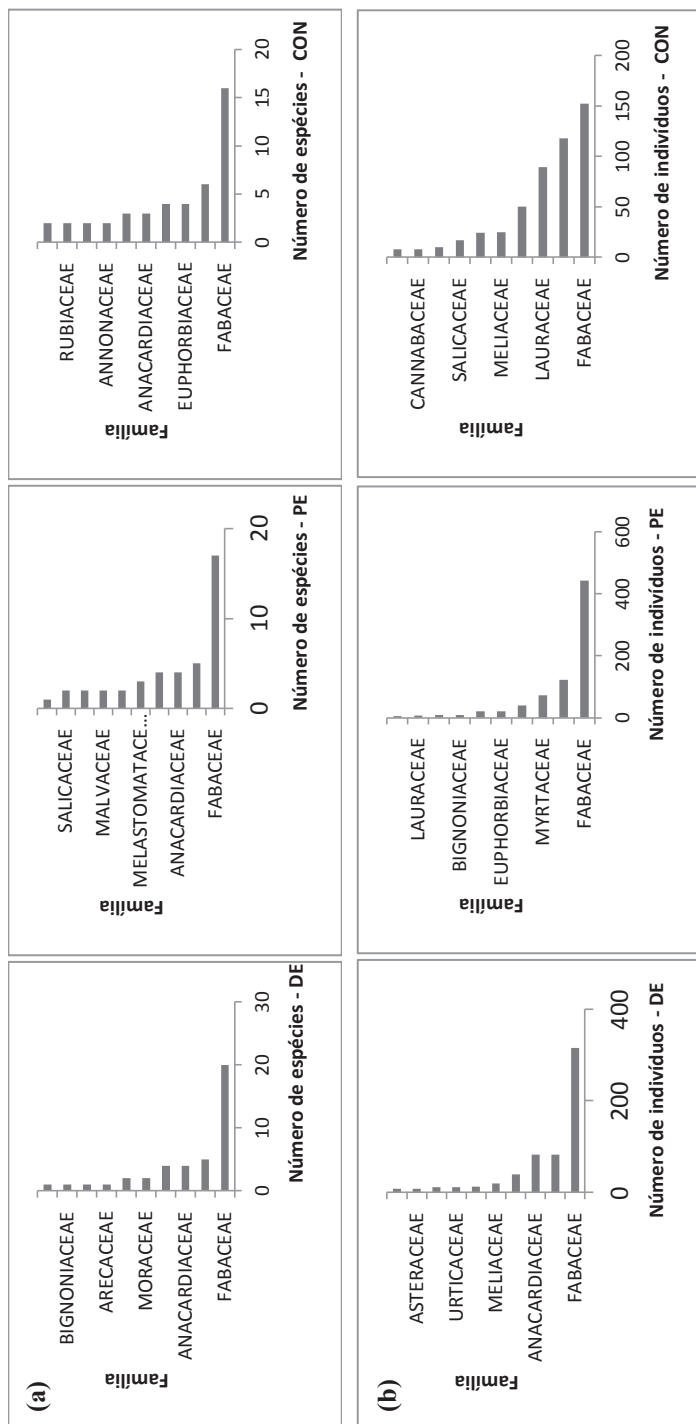 (a)
Família
BIGNONIACEAE
ARECACEAE
MORACEAE
ANACARDIACEAE
FABACEAE
0 10 20 30
Número de espécies - DE
Família
SALICACEAE
MALVACEAE
MELASTOMATACE...
ANACARDIACEAE
FABACEAE
0 10 20
Número de espécies - PE
Família
RUBIACEAE
ANNONACEAE
ANACARDIACEAE
EUPHORBIACEAE
FABACEAE
0 5 10 15 20
Número de espécies - CON
(b)
Família
ASTERACEAE
URTICACEAE
MELIACEAE
ANACARDIACEAE
FABACEAE
0 200 400
Número de indivíduos - DE
Família
LAURACEAE
BIGNONIACEAE
EUPHORBIACEAE
MYRTACEAE
FABACEAE
0 200 400 600
Número de indivíduos - PE
Família
CANNABACEAE
SALICACEAE
MELIACEAE
LAURACEAE
FABACEAE
0 50 100 150 200
Número de indivíduos - CON